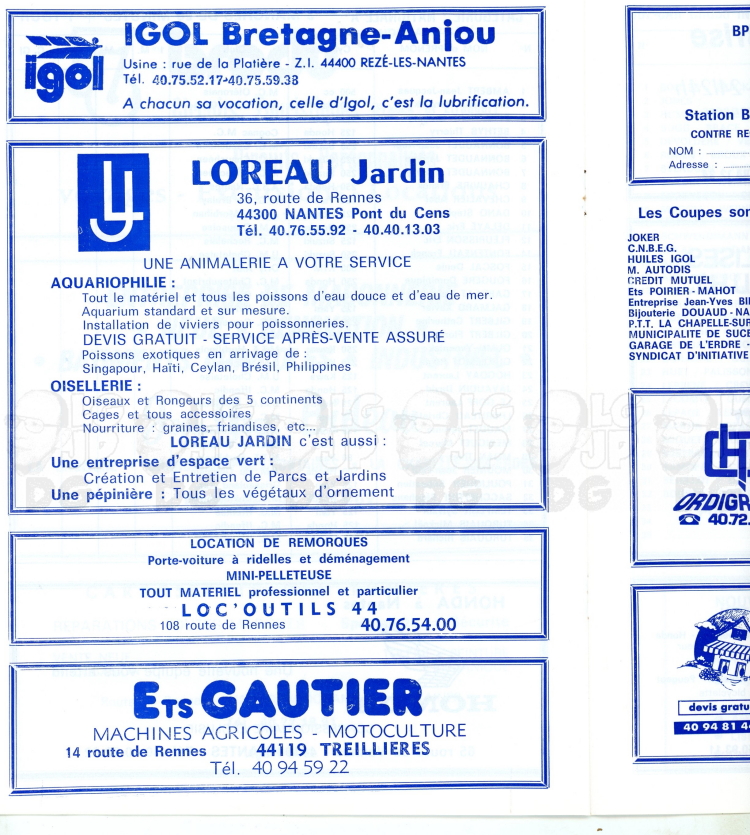 igol
IGOL Bretagne-Anjou
Usine : rue de la Platière - Z.I. 44400 REZÉ-LES-NANTES
Tél. 40.75.52.17-40.75.59.38
A chacun sa vocation, celle d'Igol, c'est la lubrification.
LOREAU Jardin
36, route de Rennes
44300 NANTES Pont du Cens
Tél. 40.76.55.92 - 40.40.13.03
UNE ANIMALERIE A VOTRE SERVICE
AQUARIOPHILIE :
Tout le matériel et tous les poissons d'eau douce et d'eau de mer.
Aquarium standard et sur mesure.
Installation de viviers pour poissonneries.
DEVIS GRATUIT - SERVICE APRÈS-VENTE ASSURÉ
Poissons exotiques en arrivage de :
Singapour, Haïti, Ceylan, Brésil, Philippines
OISELLERIE :
Oiseaux et Rongeurs des 5 continents
Cages et tous accessoires
Nourriture : graines, friandises, etc...
LOREAU JARDIN c'est aussi :
Une entreprise d'espace vert :
Création et Entretien de Parcs et Jardins
Une pépinière : Tous les végétaux d'ornement
LOCATION DE REMORQUES
Porte-voiture à ridelles et déménagement
MINI-PELLETEUSE
TOUT MATERIEL professionnel et particulier
LOC'OUTILS 44
108 route de Rennes 40.76.54.00
ETS GAUTIER
MACHINES AGRICOLES - MOTOCULTURE
14 route de Rennes 44119 TREILLIERES
Tél. 40 94 59 22
BP
Station B
CONTRE RE
NOM :
Adresse :
Les Coupes son
JOKER
C.N.B.E.G.
HUILES IGOL
M. AUTODIS
CREDIT MUTUEL
Ets POIRIER - MAHOT
Entreprise Jean-Yves BI
Bijouterie DOUAUD - NA
P.T.T. LA CHAPELLE-SUR
MUNICIPALITE DE SUCE
GARAGE DE L'ERDRE -
SYNDICAT D'INITIATIVE
ORDIGR
40.72.
devis gratu
40 94 81 4